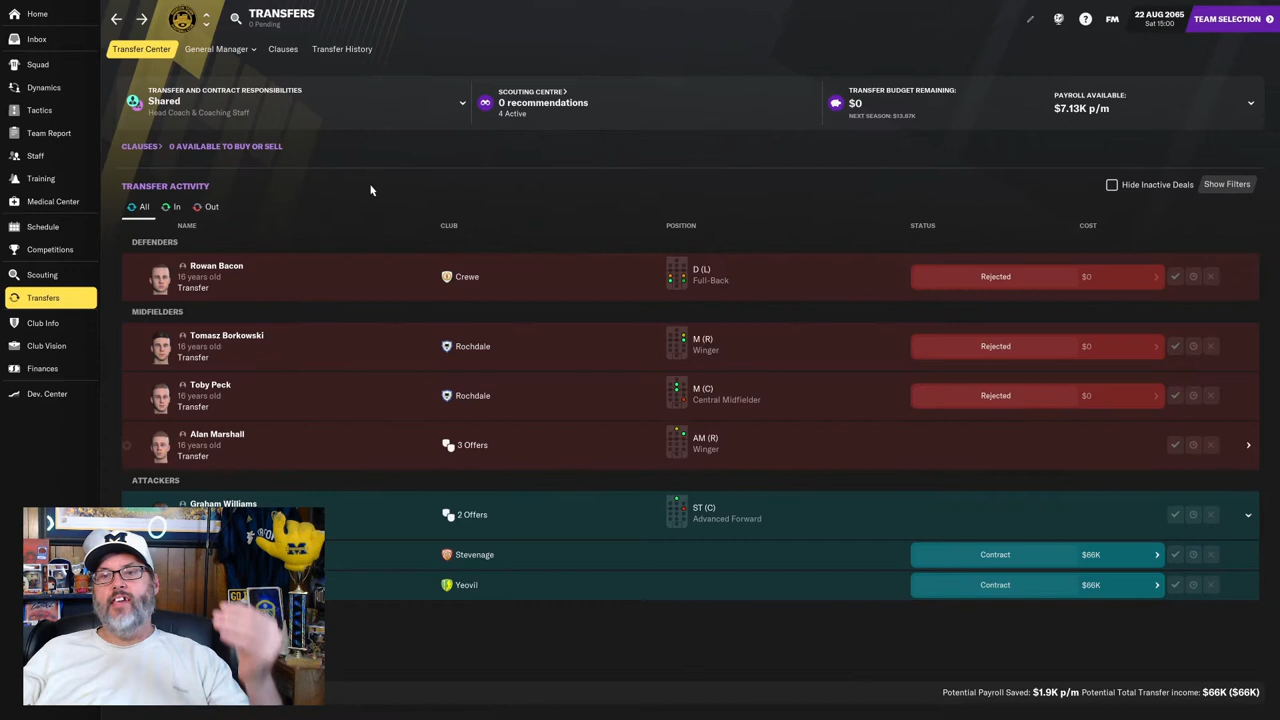 Home
TRANSFERS
0 Pending
22 AUG 2065
Sat 15:00
FM
TEAM SELECTION
Inbox
Squad
Dynamics
Tactics
Team Report
Staff
Training
Medical Center
Schedule
Competitions
Scouting
Transfers
Club Info
Club Vision
Finances
Dev. Center
Transfer Center
General Manager
Clauses
Transfer History
TRANSFER AND CONTRACT RESPONSIBILITIES
Shared
Head Coach & Coaching Staff
SCOUTING CENTRE>
0 recommendations
4 Active
TRANSFER BUDGET REMAINING:
$0
NEXT SEASON: $13.87K
PAYROLL AVAILABLE:
$7.13K p/m
CLAUSES> 0 AVAILABLE TO BUY OR SELL
TRANSFER ACTIVITY
Hide Inactive Deals
Show Filters
All
In
Out
NAME CLUB POSITION STATUS COST
DEFENDERS
Rowan Bacon
16 years old
Transfer
Crewe
D (L)
Full-Back
Rejected $0
MIDFIELDERS
Tomasz Borkowski
16 years old
Transfer
Rochdale
M (R)
Winger
Rejected $0
Toby Peck
16 years old
Transfer
Rochdale
M (C)
Central Midfielder
Rejected $0
Alan Marshall
16 years old
Transfer
3 Offers
AM (R)
Winger
ATTACKERS
Graham Williams
2 Offers
ST (C)
Advanced Forward
Stevenage
Contract $66K
Yeovil
Contract $66K
Potential Payroll Saved: $1.9K p/m Potential Total Transfer income: $66K ($66K)